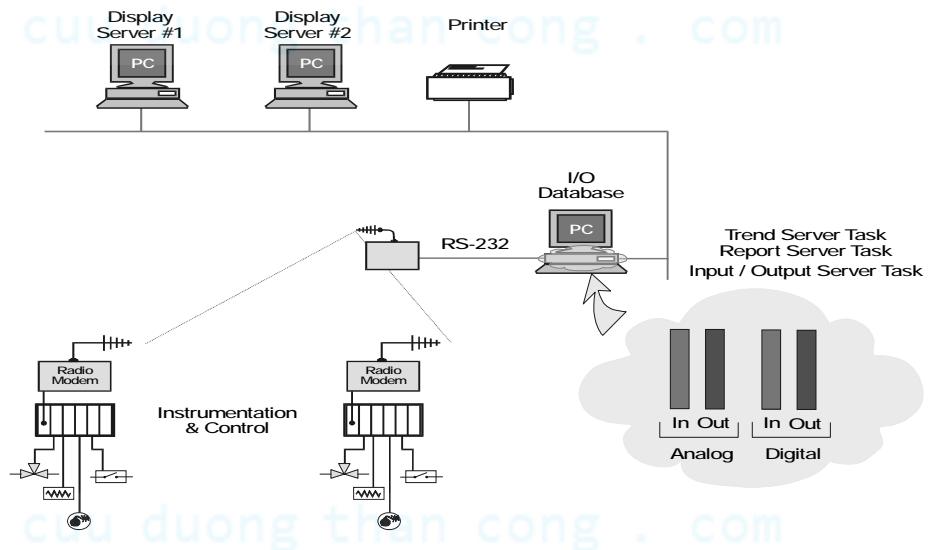 cuu duong than cong . com
Display
Server #1
Display
Server #2
Printer
PC
PC
I/O
Database
PC
RS-232
Trend Server Task
Report Server Task
Input / Output Server Task
Radio
Modem
Radio
Modem
Instrumentation
& Control
In Out
In Out
Analog
Digital
cuu duong than cong . com